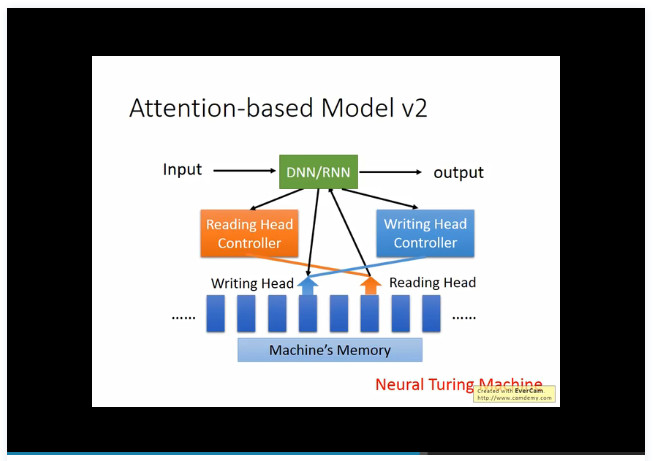 Attention-based Model v2
Input
DNN/RNN
output
Reading Head
Controller
Writing Head
Controller
Writing Head
Reading Head
......
......
Machine's Memory
Neural Turing Machine
Created with EverCam.
http://www.camdemy.com